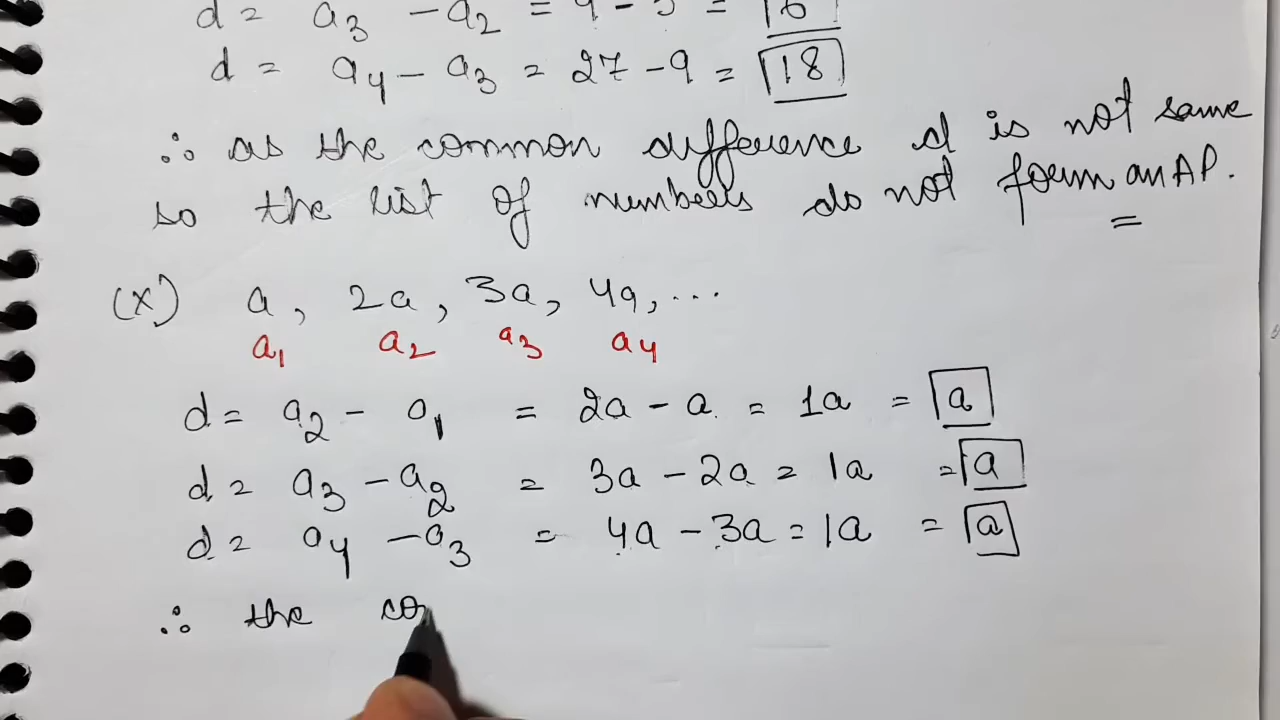 d = a3 - a2 = 9 - 3 = 6
d = a4 - a3 = 27 - 9 = 18
∴ as the common difference d is not same
so the list of numbers do not form an AP.
(X) a, 2a, 3a, 4a, ...
a1 a2 a3 a4
d = a2 - a1 = 2a - a = 1a = a
d = a3 - a2 = 3a - 2a = 1a = a
d = a4 - a3 = 4a - 3a = 1a = a
∴ the co